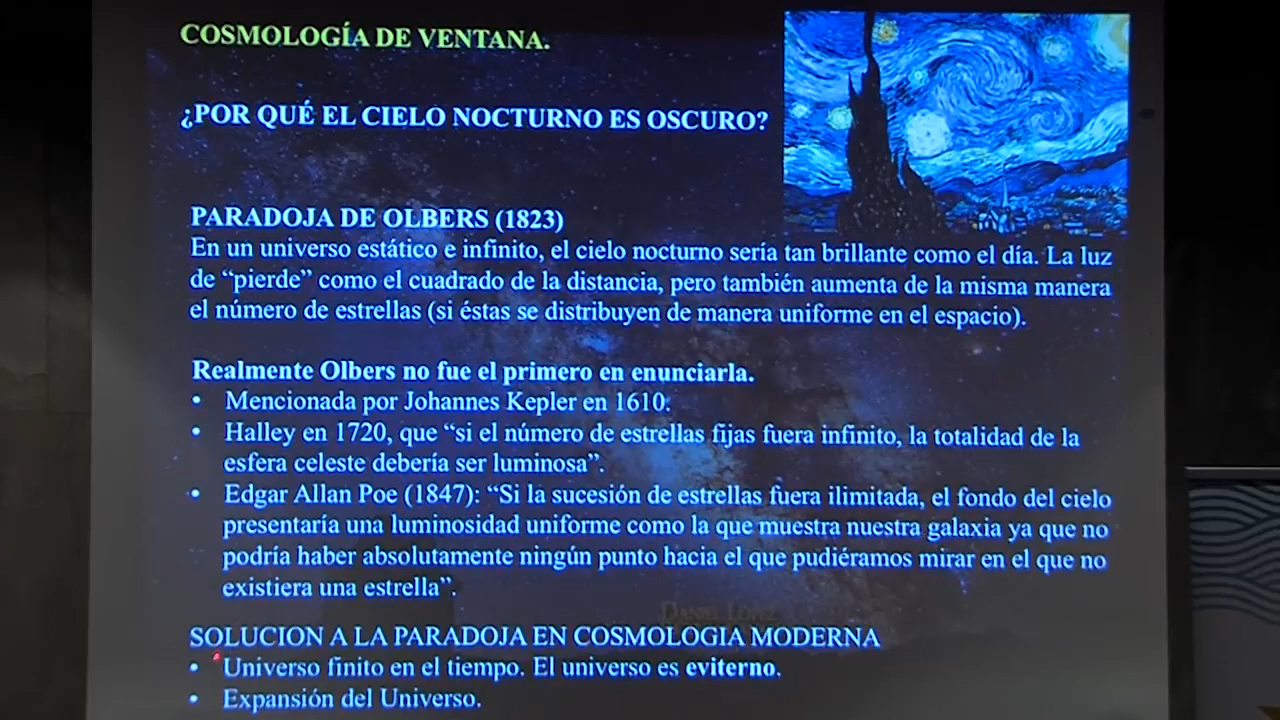 COSMOLOGÍA DE VENTANA.
¿POR QUÉ EL CIELO NOCTURNO ES OSCURO?
PARADOJA DE OLBERS (1823)
En un universo estático e infinito, el cielo nocturno sería tan brillante como el día. La luz
de “pierde” como el cuadrado de la distancia, pero también aumenta de la misma manera
el número de estrellas (si éstas se distribuyen de manera uniforme en el espacio).
Realmente Olbers no fue el primero en enunciarla.
• Mencionada por Johannes Kepler en 1610.
• Halley en 1720, que “si el número de estrellas fijas fuera infinito, la totalidad de la
esfera celeste debería ser luminosa”.
• Edgar Allan Poe (1847): “Si la sucesión de estrellas fuera ilimitada, el fondo del cielo
presentaría una luminosidad uniforme como la que muestra nuestra galaxia ya que no
podría haber absolutamente ningún punto hacia el que pudiéramos mirar en el que no
existiera una estrella”.
DANIEL LÓPEZ
SOLUCION A LA PARADOJA EN COSMOLOGIA MODERNA
• Universo finito en el tiempo. El universo es eviterno.
• Expansión del Universo.